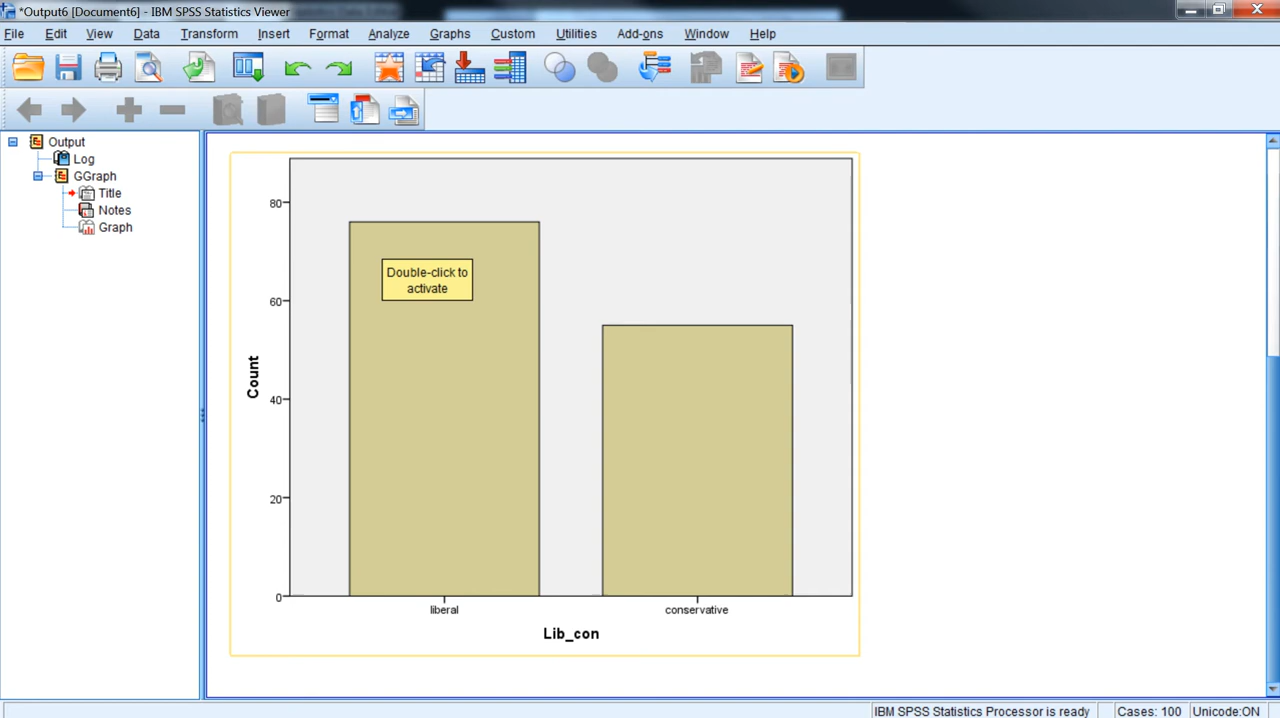 *Output6 [Document6] - IBM SPSS Statistics Viewer
File Edit View Data Transform Insert Format Analyze Graphs Custom Utilities Add-ons Window Help
Output
Log
GGraph
Title
Notes
Graph
80
60
40
20
0
Count
Double-click to
activate
liberal conservative
Lib_con
IBM SPSS Statistics Processor is ready Cases: 100 Unicode:ON